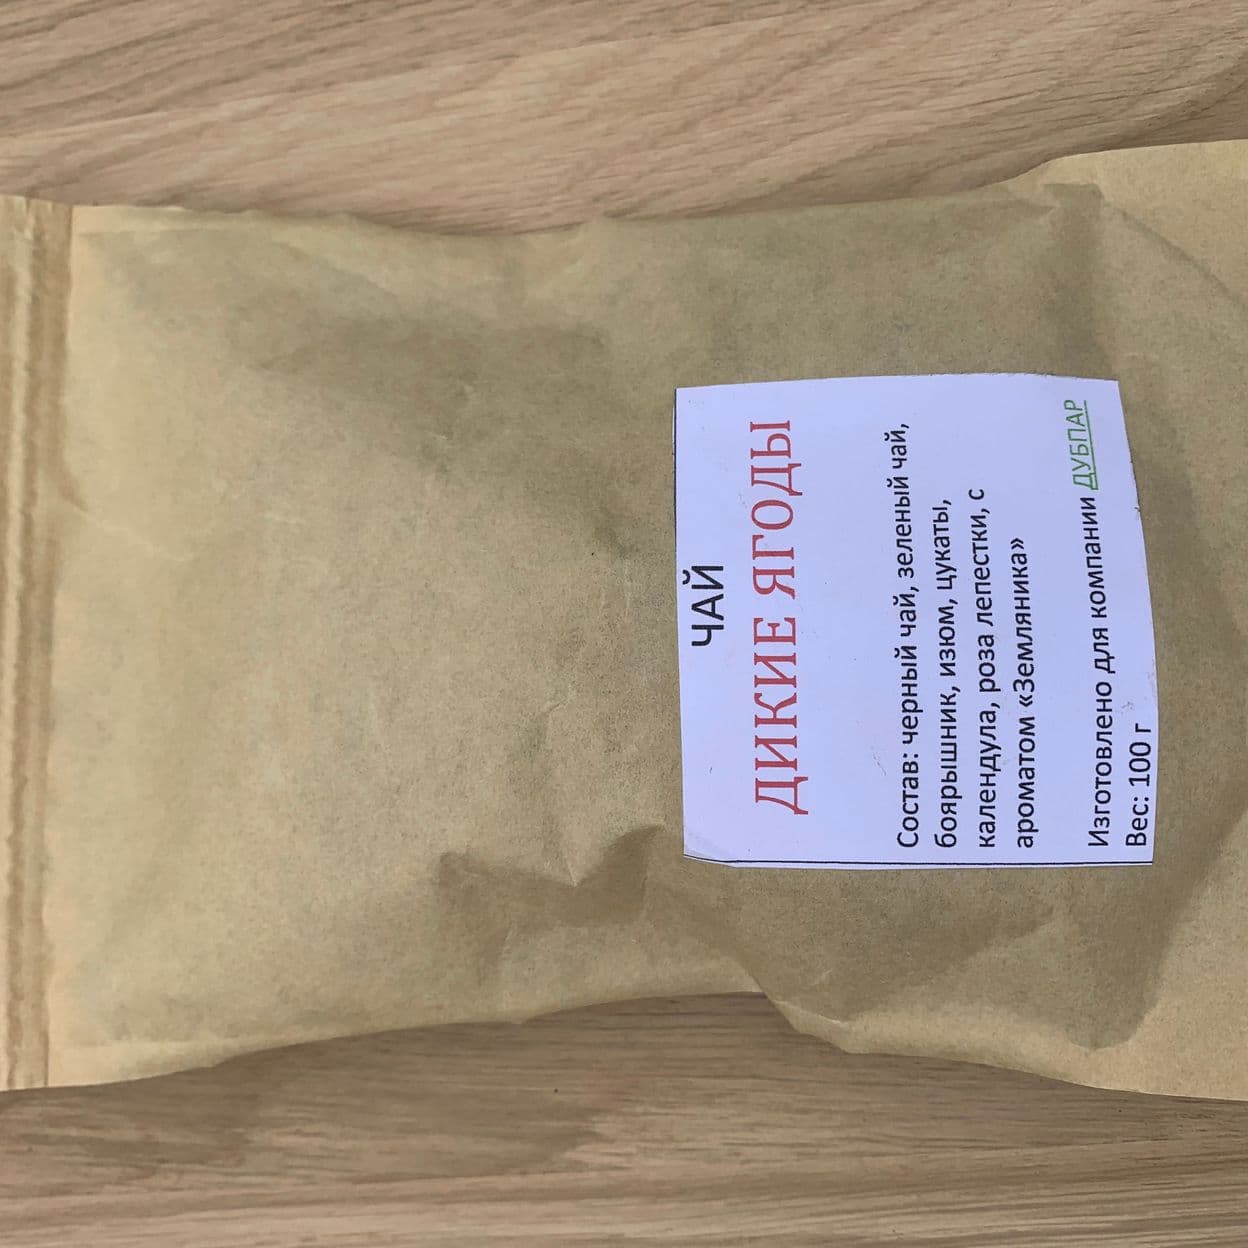 ЧАЙ
ДИКИЕ ЯГОДЫ
Состав: черный чай, зеленый чай,
боярышник, изюм, цукаты,
календула, роза лепестки, с
ароматом «Земляника»
Изготовлено для компании ДУБПАР
Вес: 100 г